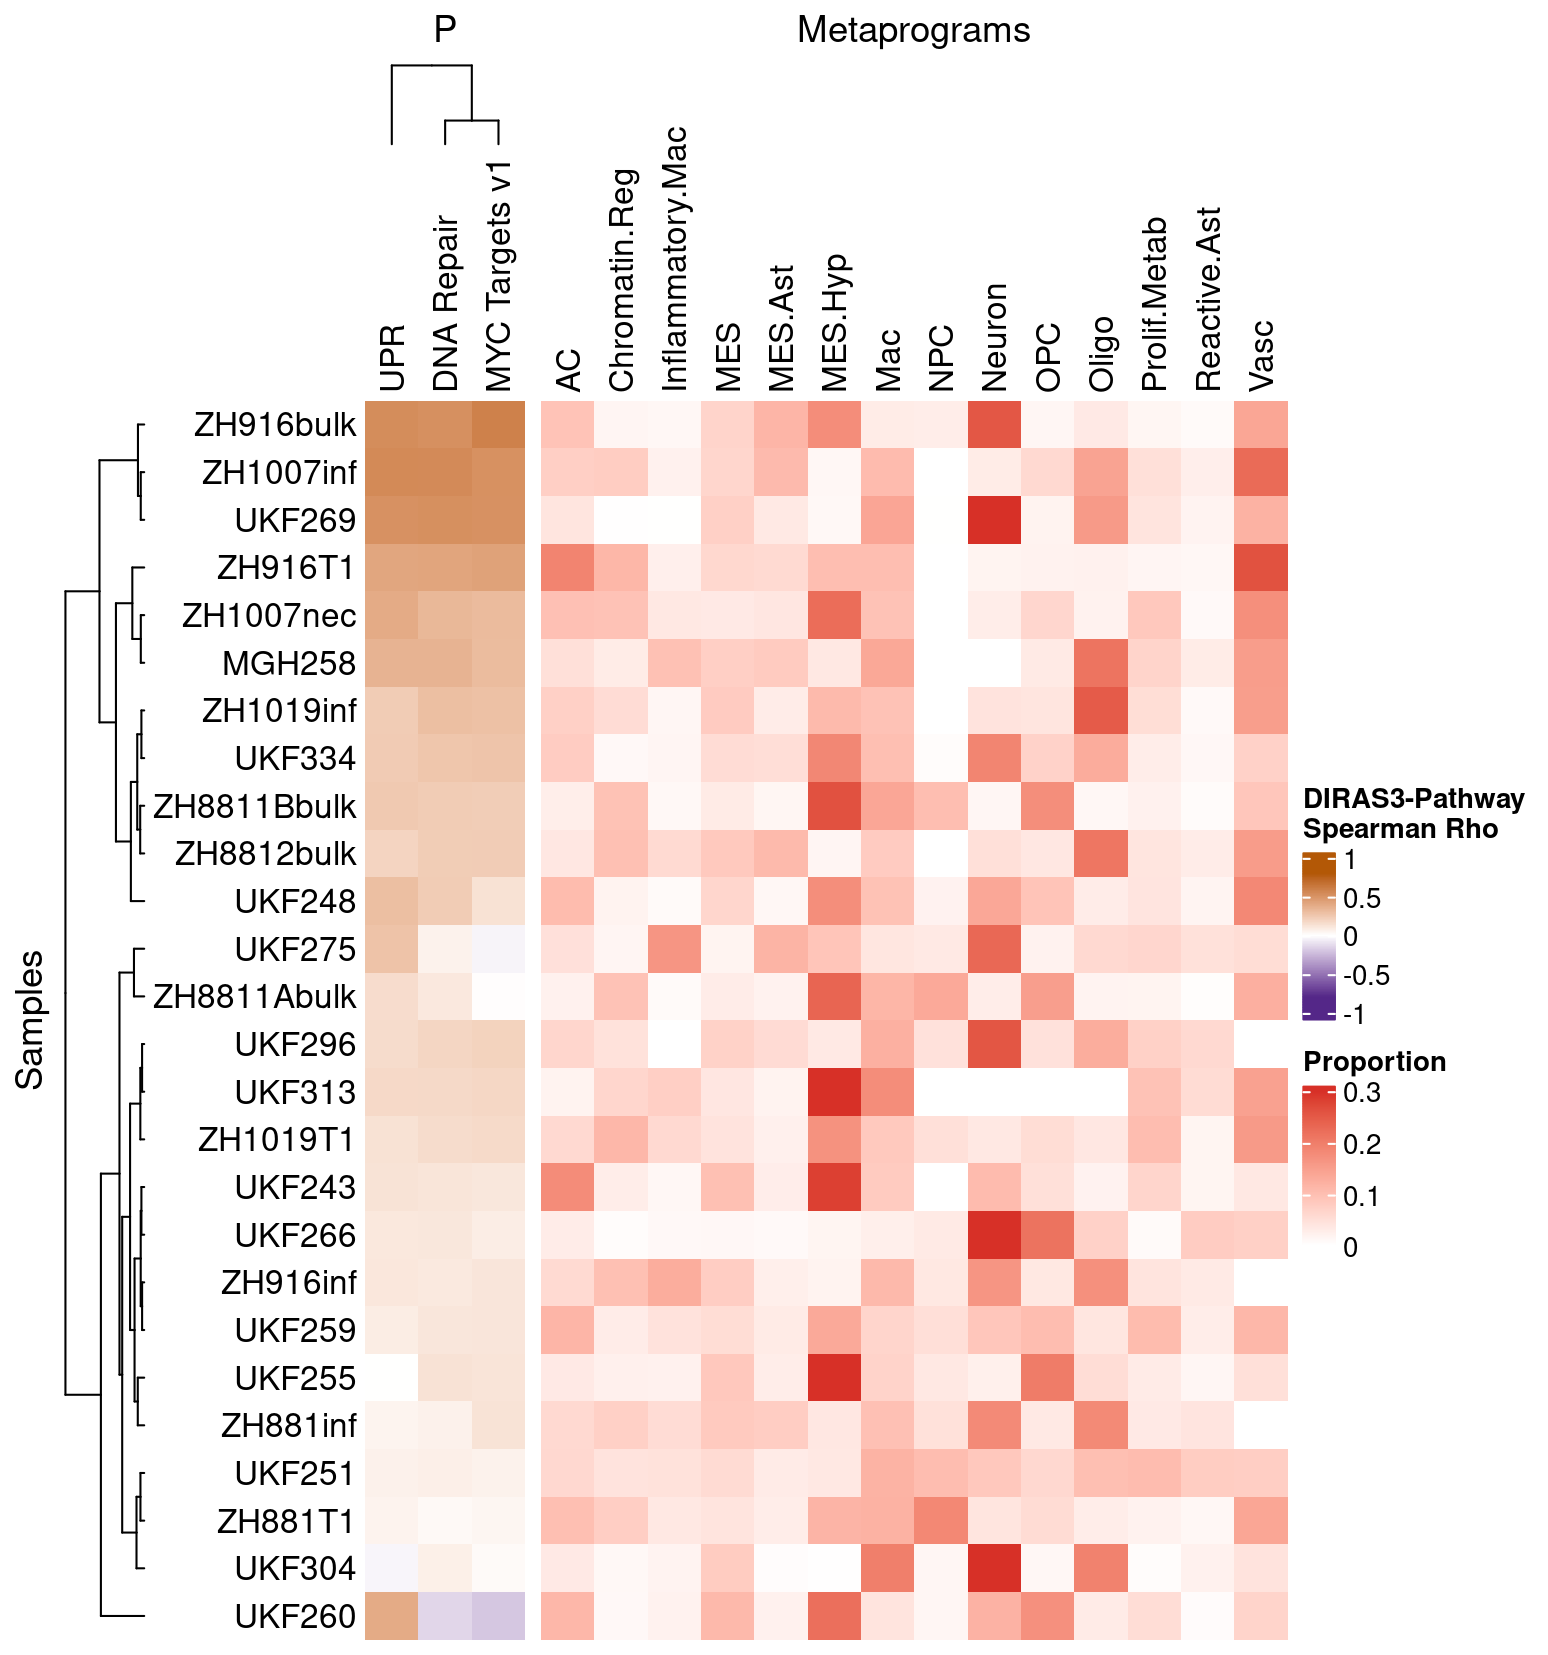 P
Metaprograms
UPR
DNA Repair
MYC Targets v1
AC
Chromatin.Reg
Inflammatory.Mac
MES
MES.Ast
MES.Hyp
Mac
NPC
Neuron
OPC
Oligo
Prolif.Metab
Reactive.Ast
Vasc
Samples
ZH916bulk
ZH1007inf
UKF269
ZH916T1
ZH1007nec
MGH258
ZH1019inf
UKF334
ZH8811Bbulk
ZH8812bulk
UKF248
UKF275
ZH8811Abulk
UKF296
UKF313
ZH1019T1
UKF243
UKF266
ZH916inf
UKF259
UKF255
ZH881inf
UKF251
ZH881T1
UKF304
UKF260
DIRAS3-Pathway
Spearman Rho
1
0.5
0
-0.5
-1
Proportion
0.3
0.2
0.1
0